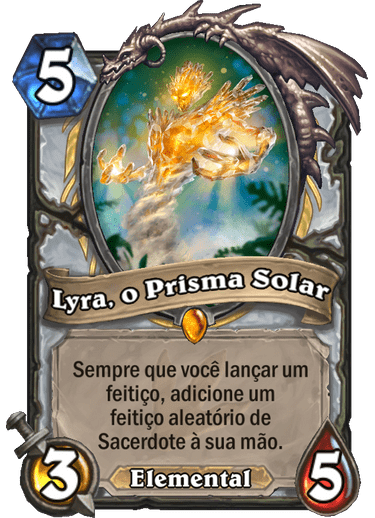 5
Lyra, o Prisma Solar
Sempre que você lançar um
feitiço, adicione um
feitiço aleatório de
Sacerdote à sua mão.
3
Elemental
5